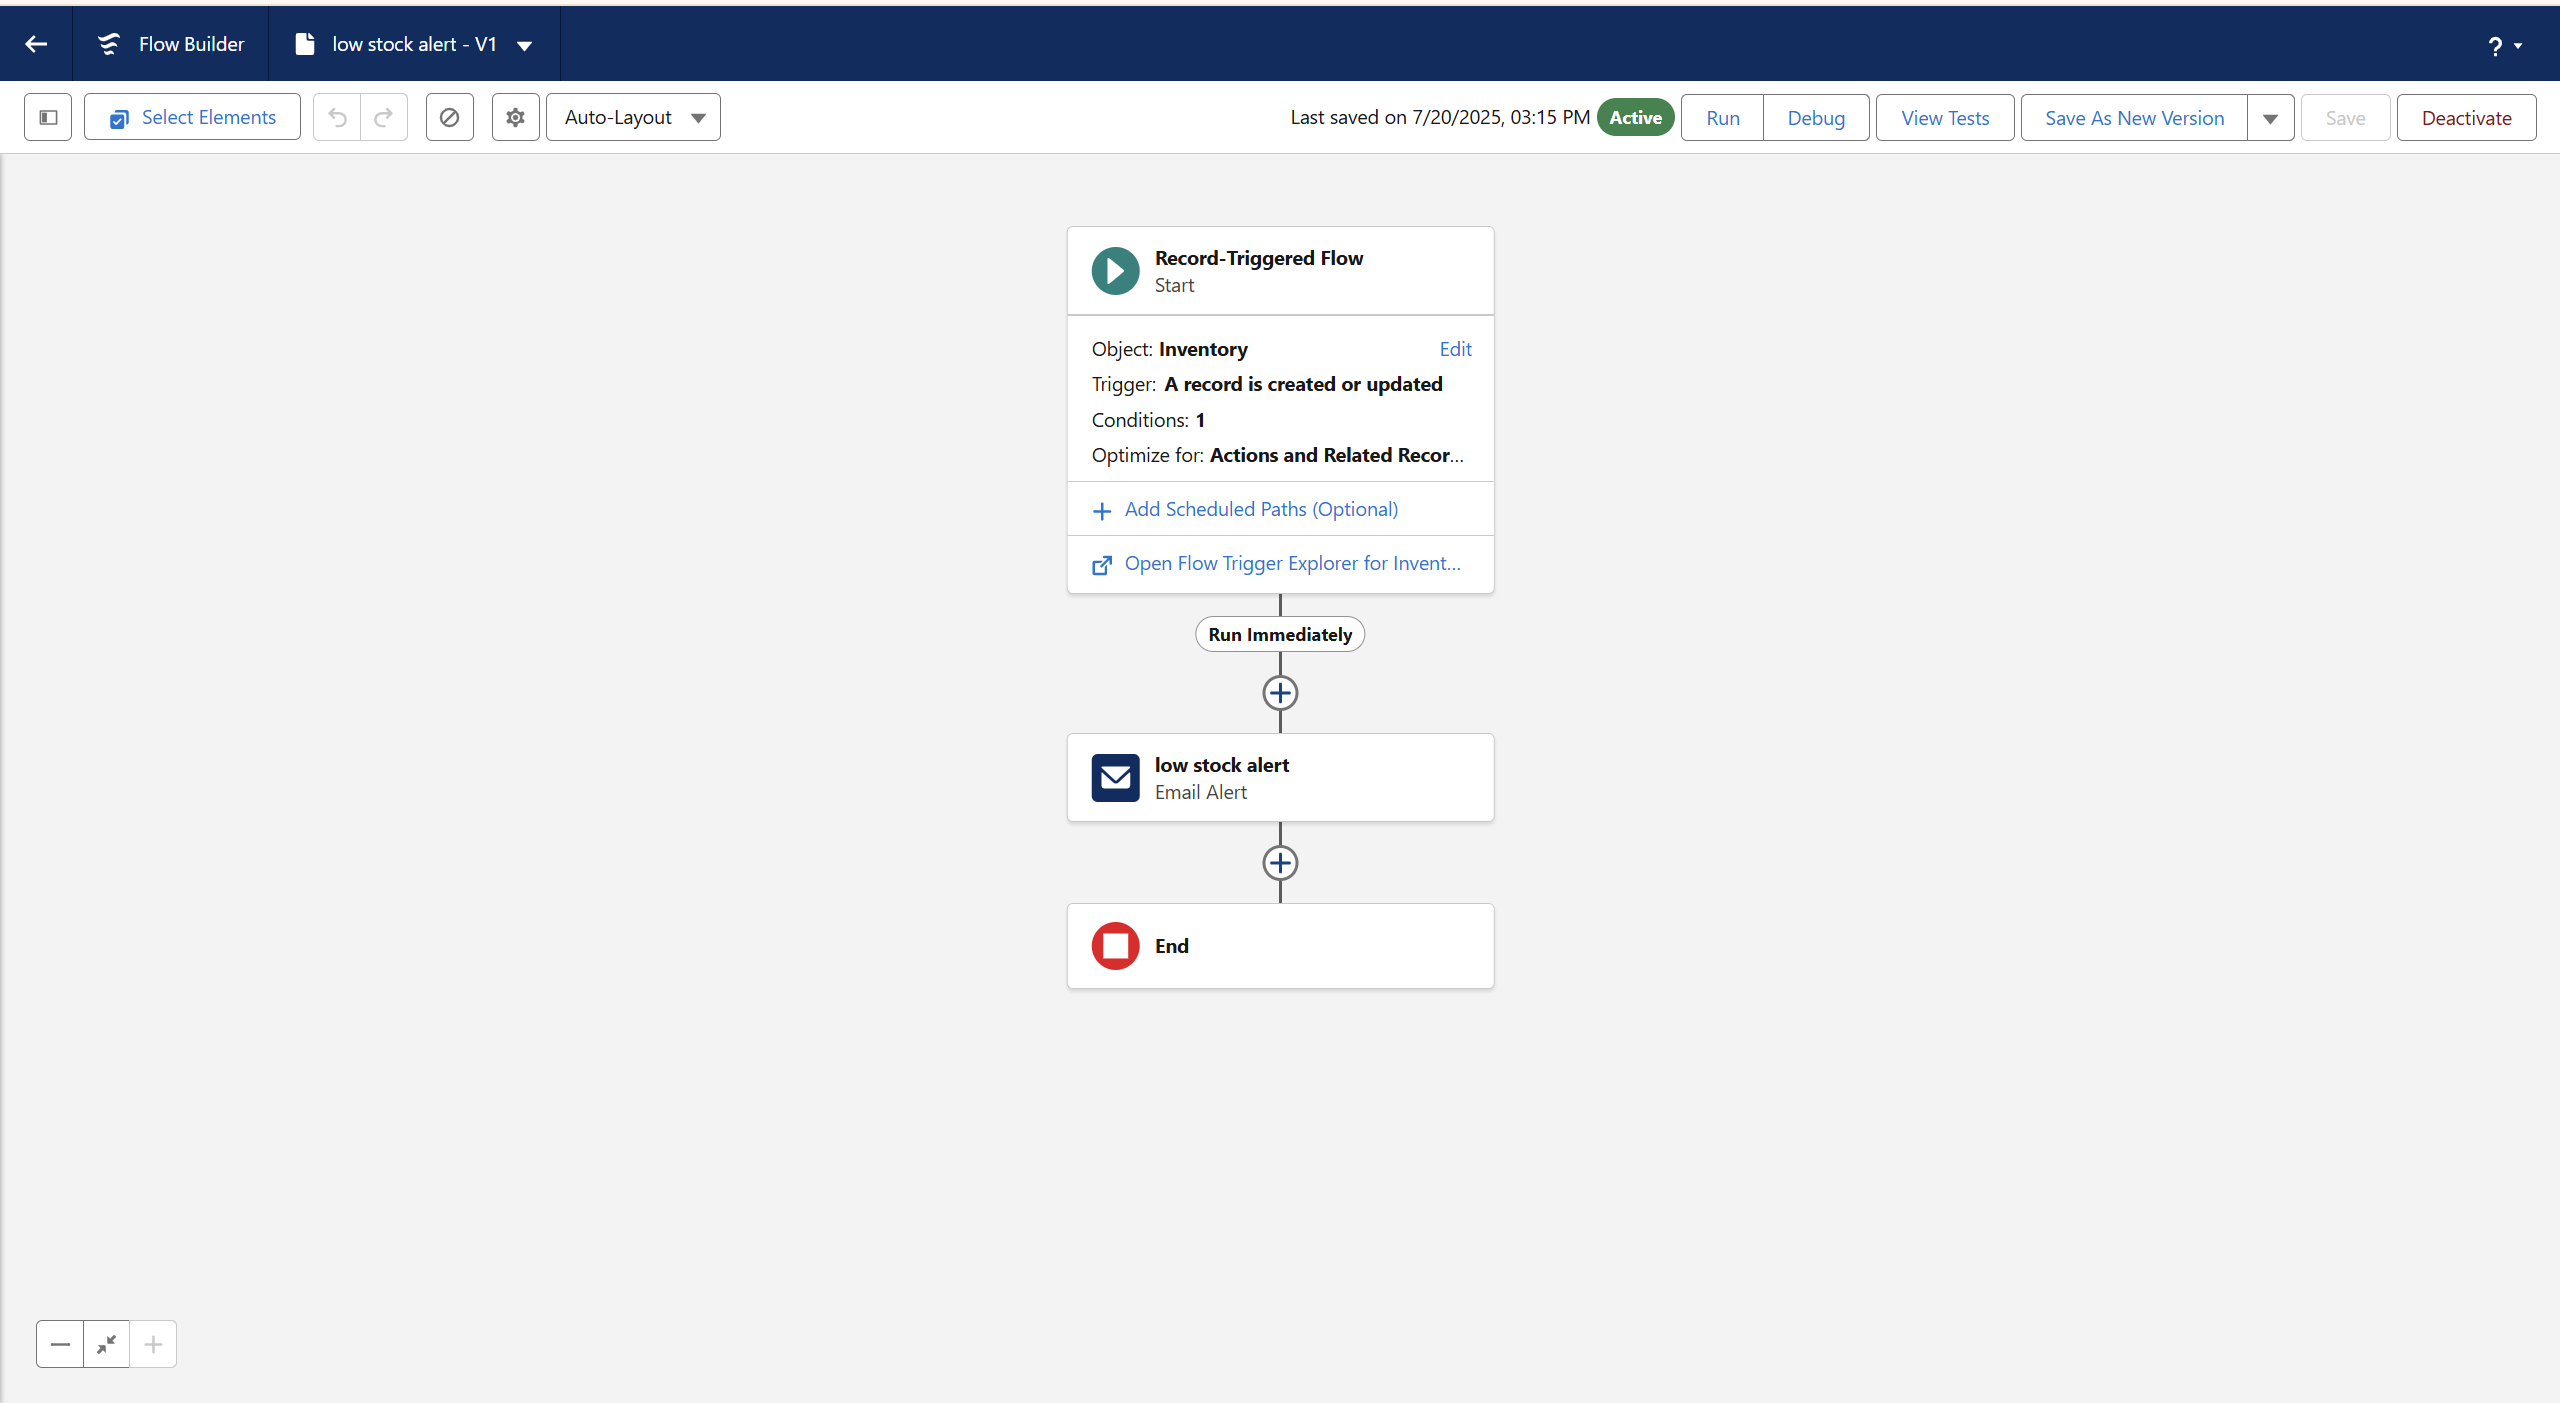 Flow Builder
low stock alert - V1
?
Select Elements
Auto-Layout
Last saved on 7/20/2025, 03:15 PM
Active
Run
Debug
View Tests
Save As New Version
Save
Deactivate
Record-Triggered Flow
Start
Object: Inventory
Edit
Trigger: A record is created or updated
Conditions: 1
Optimize for: Actions and Related Recor...
Add Scheduled Paths (Optional)
Open Flow Trigger Explorer for Invent...
Run Immediately
low stock alert
Email Alert
End